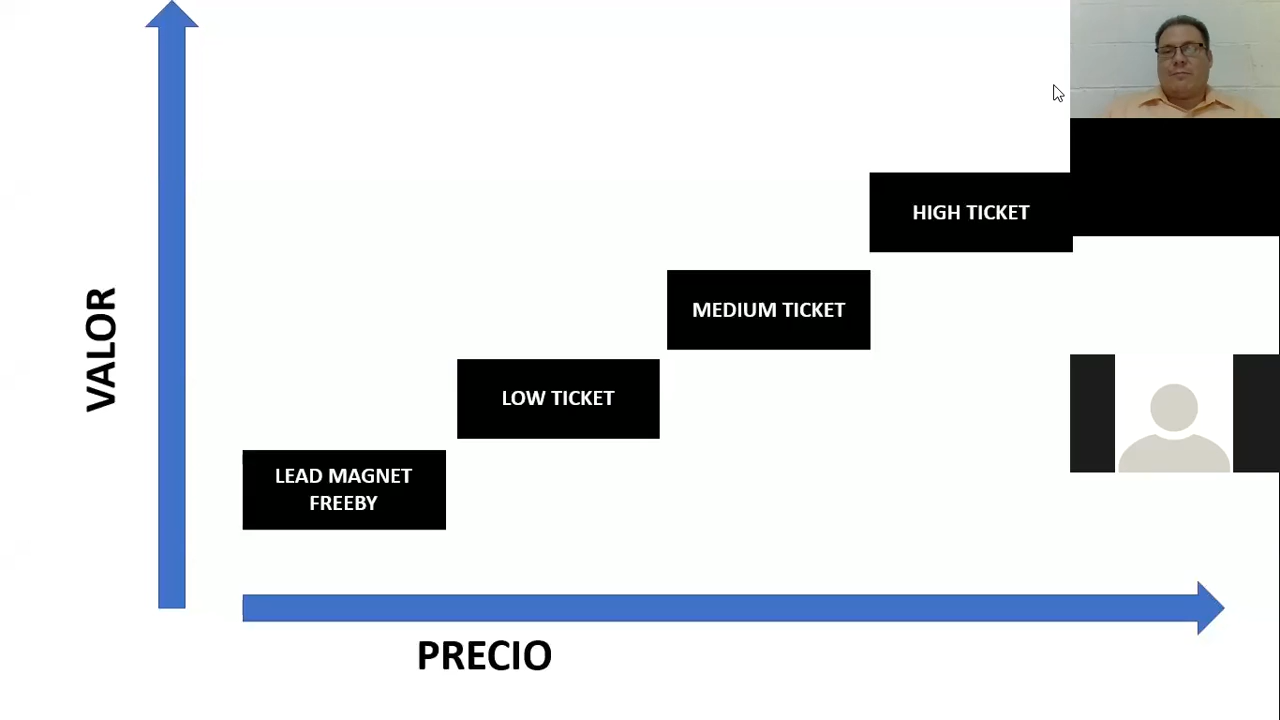 HIGH TICKET
MEDIUM TICKET
LOW TICKET
LEAD MAGNET
FREEBY
VALOR
PRECIO